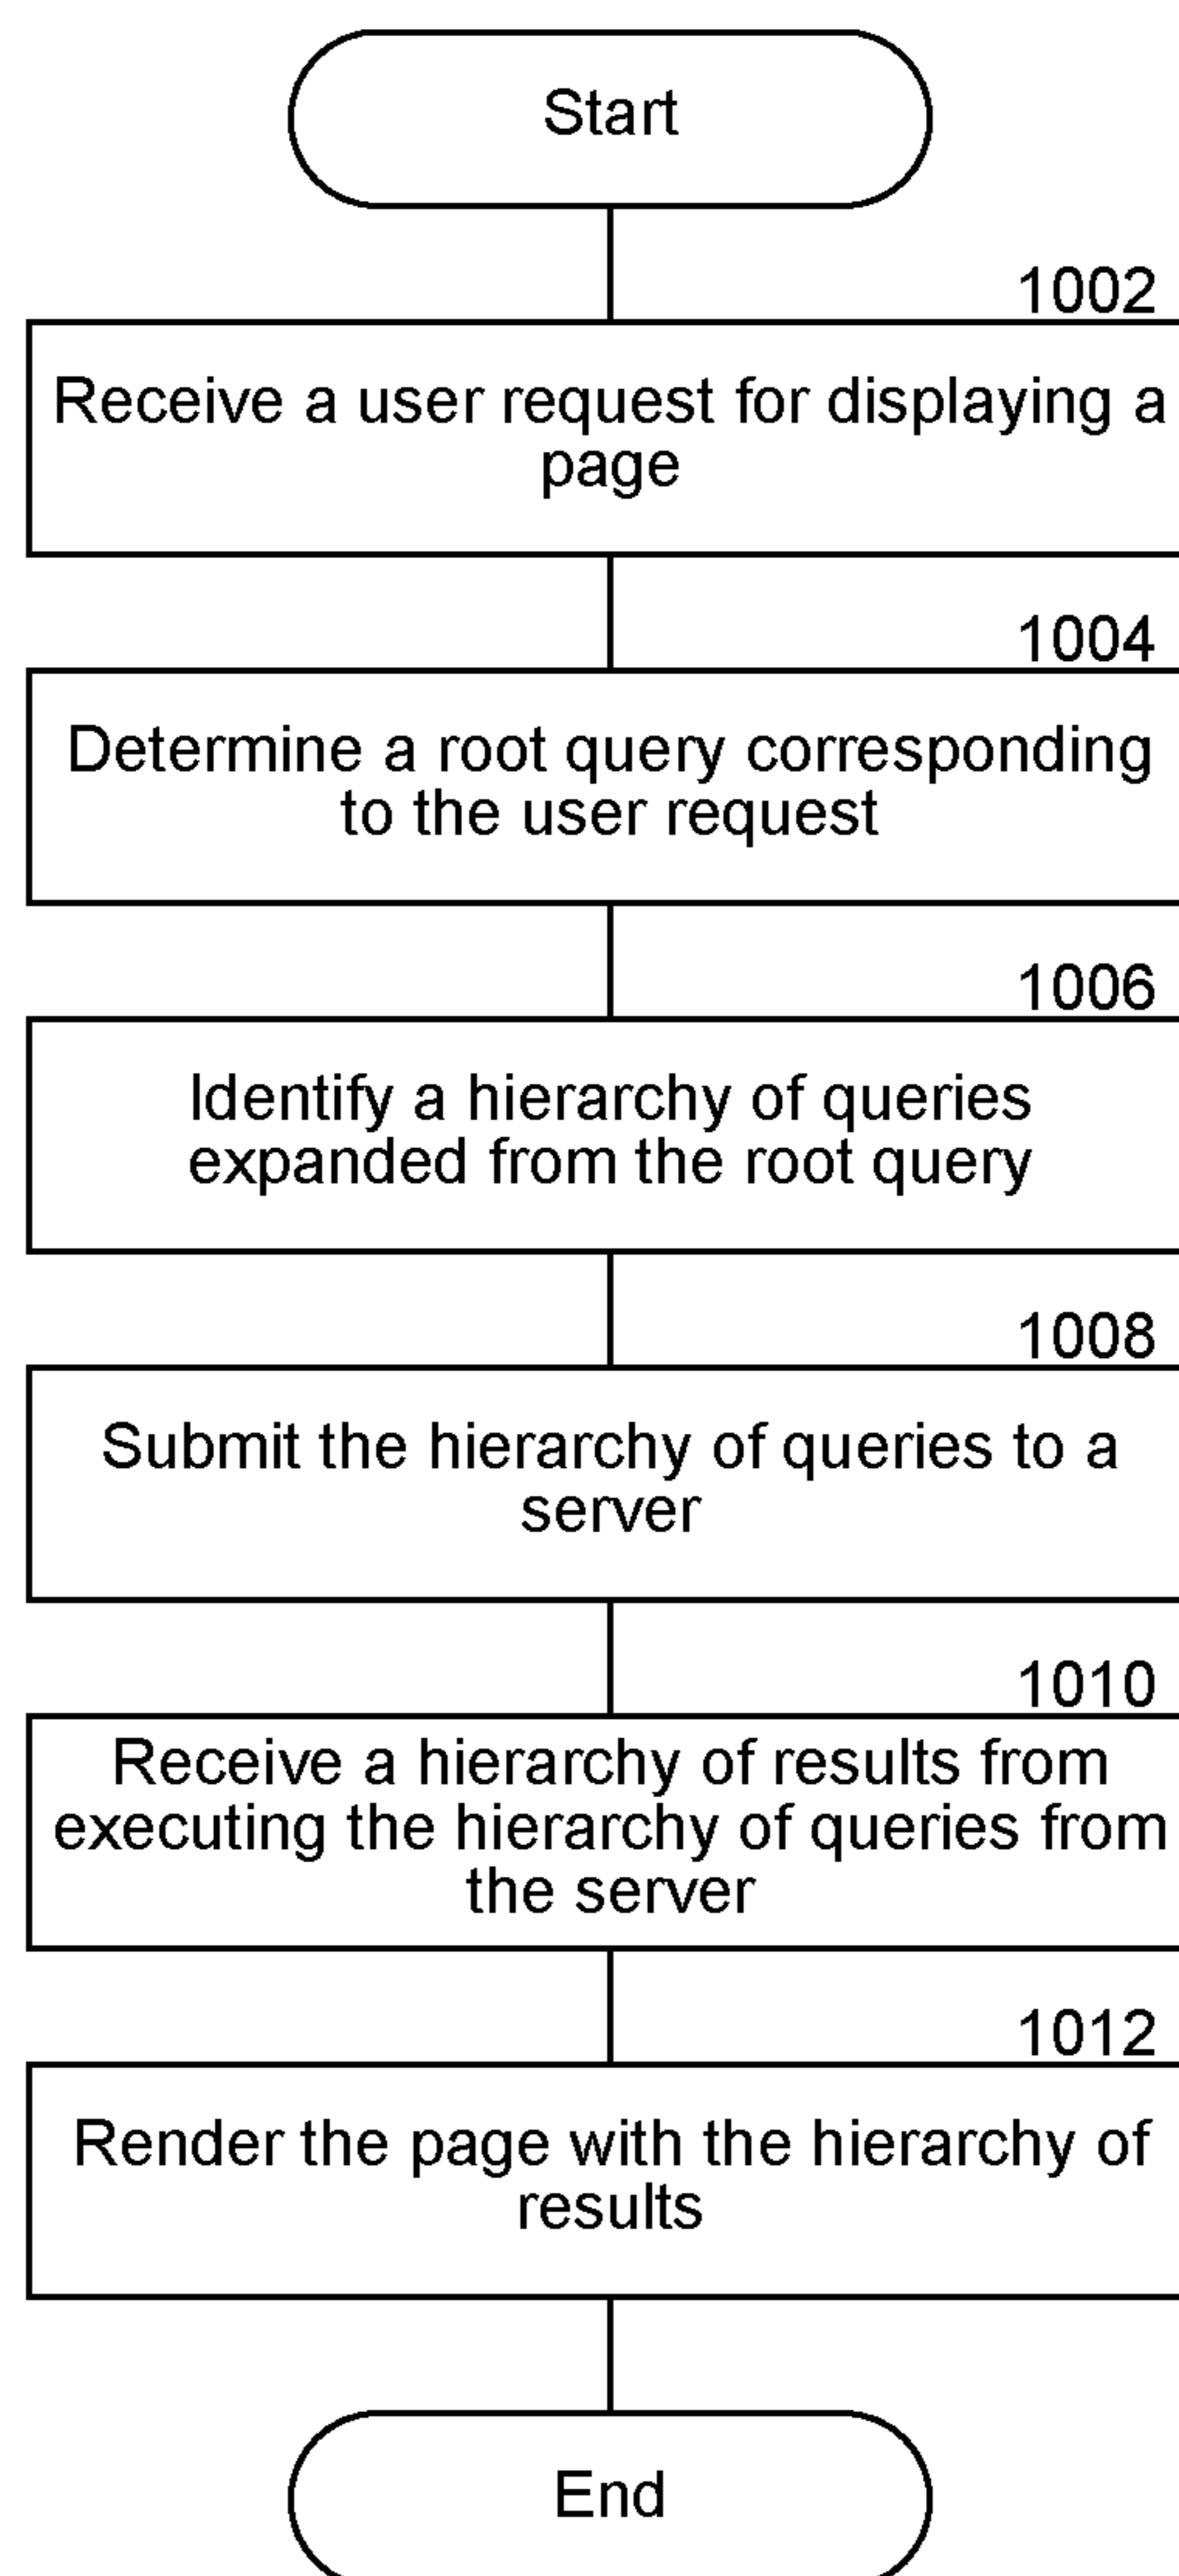 Start
1002
Receive a user request for displaying a
page
1004
Determine a root query corresponding
to the user request
1006
Identify a hierarchy of queries
expanded from the root query
1008
Submit the hierarchy of queries to a
server
1010
Receive a hierarchy of results from
executing the hierarchy of queries from
the server
1012
Render the page with the hierarchy of
results
End